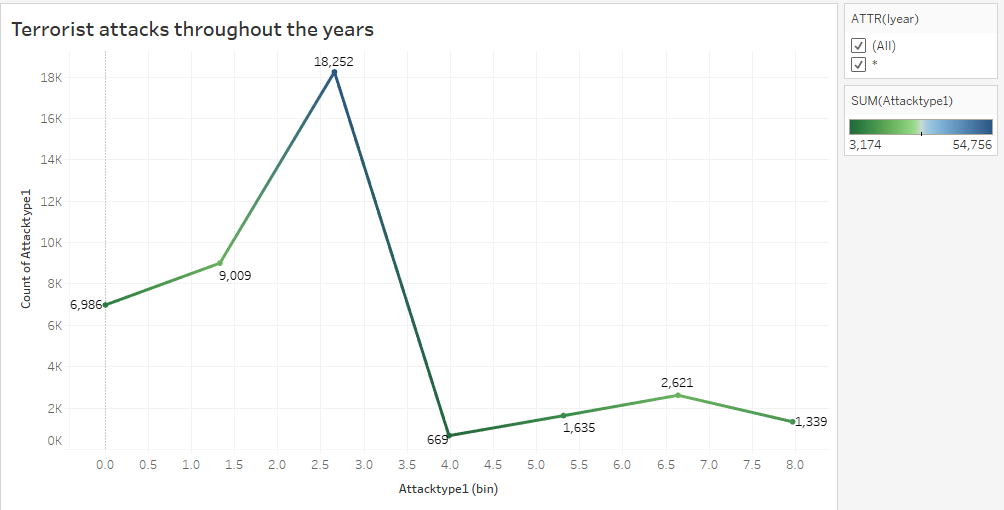 Terrorist attacks throughout the years
ATTR(Iyear)
(All)
*
SUM(Attacktype1)
3,174 54,756
Count of Attacktype1
18K
16K
14K
12K
10K
8K
6K
4K
2K
0K
6,986
9,009
18,252
669
1,635
2,621
1,339
0.0 0.5 1.0 1.5 2.0 2.5 3.0 3.5 4.0 4.5 5.0 5.5 6.0 6.5 7.0 7.5 8.0
Attacktype1 (bin)